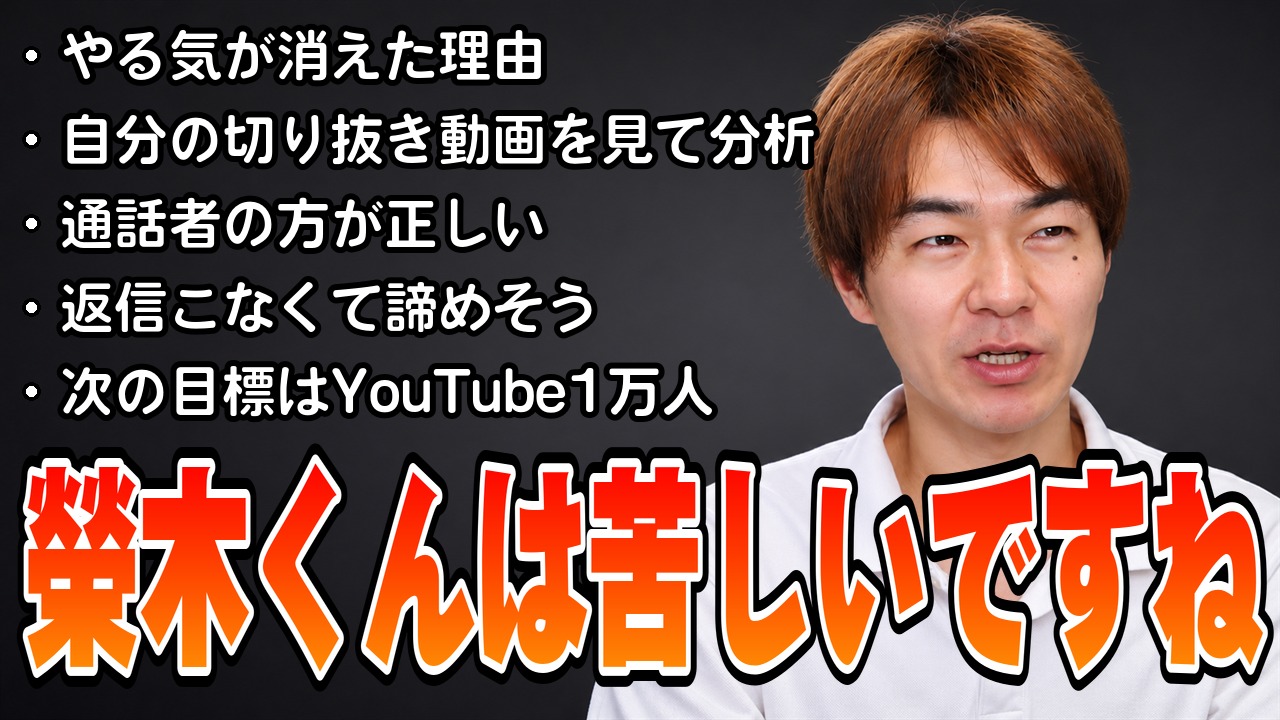 ・やる気が消えた理由
・自分の切り抜き動画を見て分析
・通話者の方が正しい
・返信こなくて諦めそう
・次の目標はYouTube1万人
榮木くんは苦しいですね